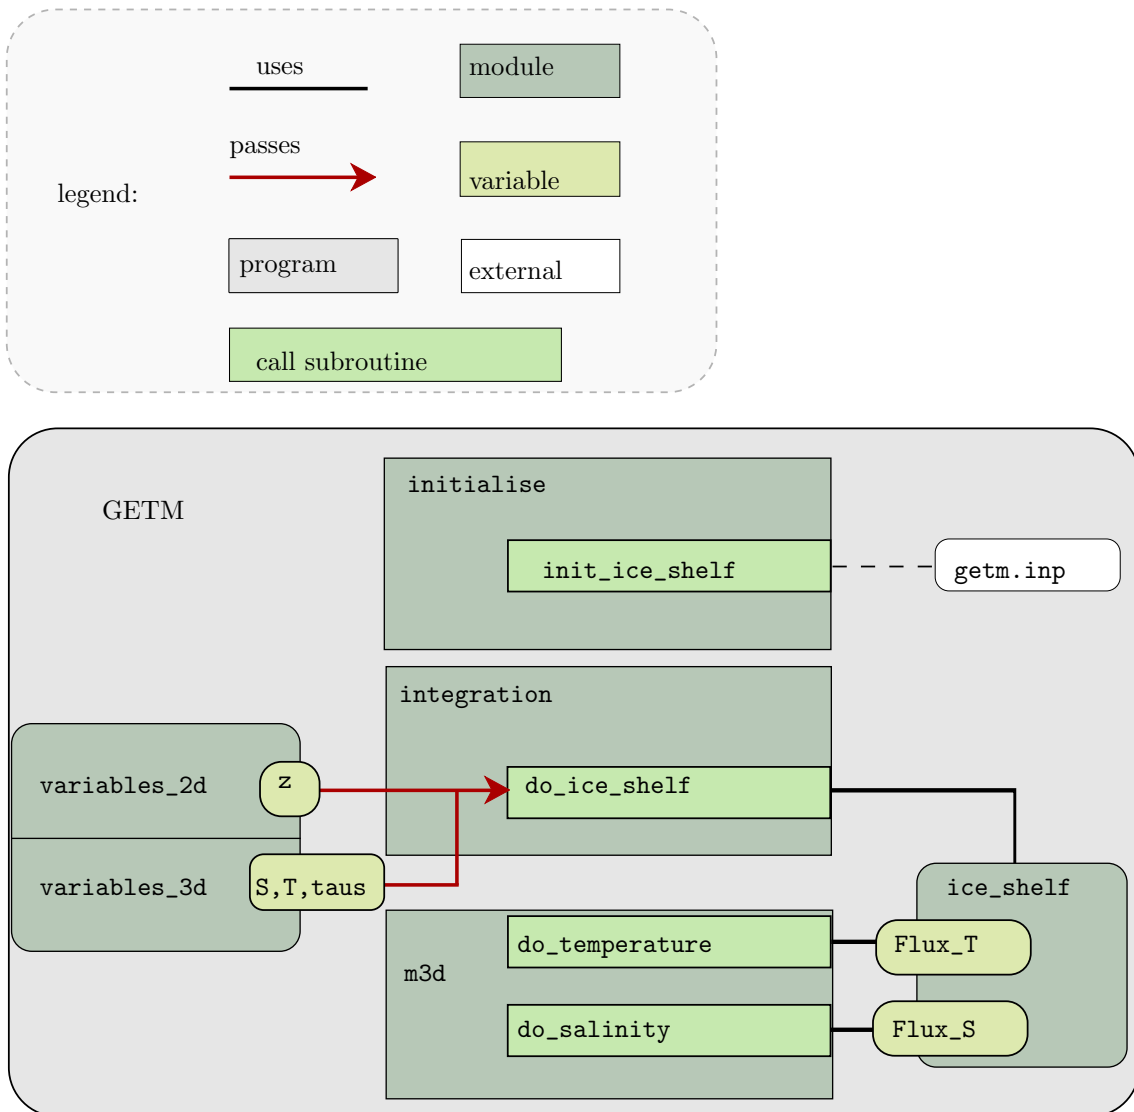 uses
module
passes
variable
legend:
program
external
call subroutine
GETM
initialise
init_ice_shelf
getm.inp
integration
variables_2d
z
do_ice_shelf
variables_3d
S,T,taus
ice_shelf
do_temperature
Flux_T
m3d
do_salinity
Flux_S